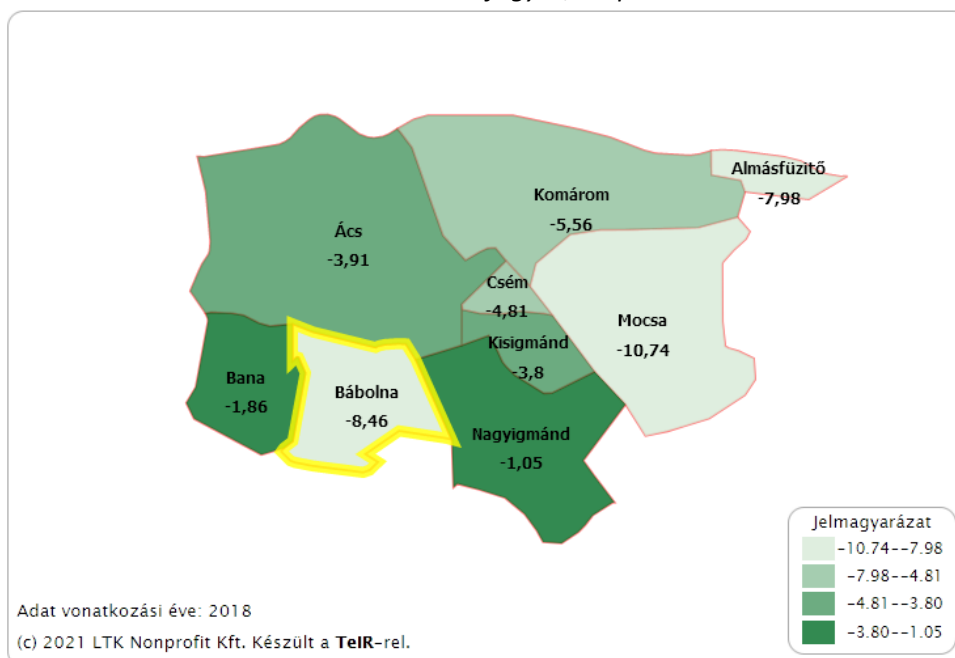 Almásfüzitő
-7,98
Komárom
-5,56
Ács
-3,91
Csém
-4,81
Mocsa
-10,74
Kisigmánd
-3,8
Bana
-1,86
Bábolna
-8,46
Nagyigmánd
-1,05
Jelmagyarázat
-10.74--7.98
-7.98--4.81
-4.81--3.80
-3.80--1.05
Adat vonatkozási éve: 2018
(c) 2021 LTK Nonprofit Kft. Készült a TeIR-rel.